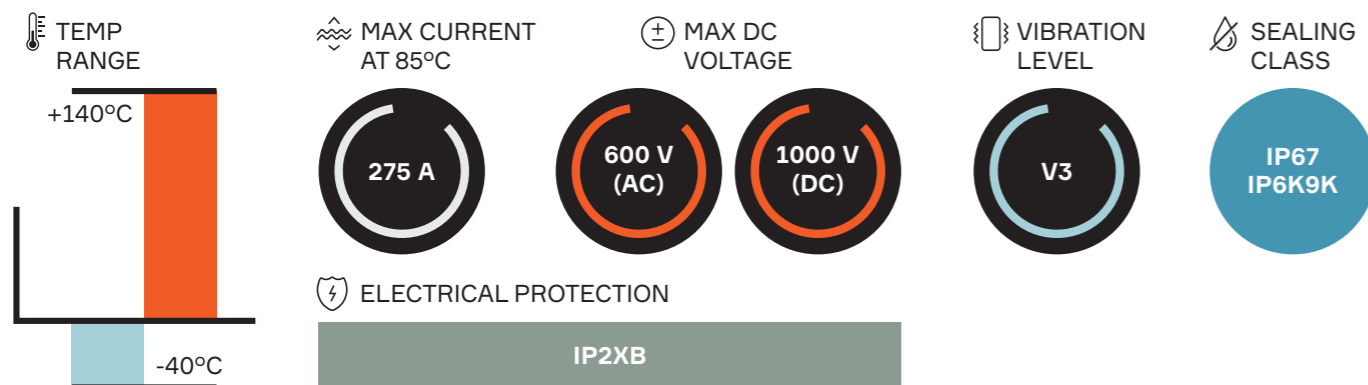 TEMP
RANGE
+140°C
-40°C
MAX CURRENT
AT 85°C
275 A
MAX DC
VOLTAGE
600 V
(AC)
1000 V
(DC)
VIBRATION
LEVEL
V3
SEALING
CLASS
IP67
IP6K9K
ELECTRICAL PROTECTION
IP2XB